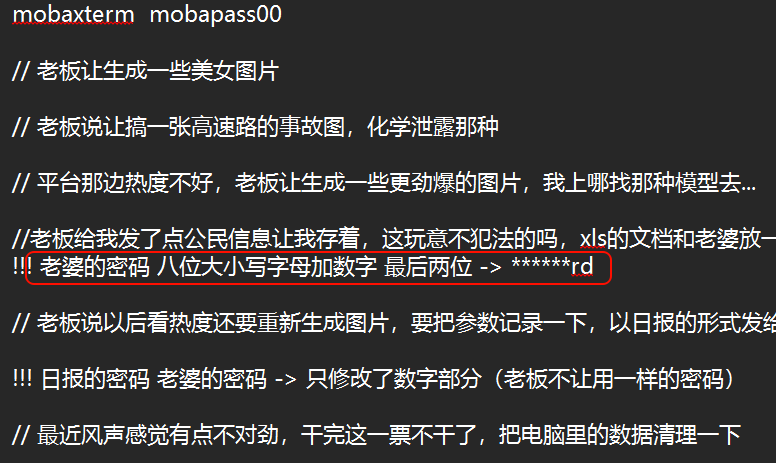 mobaxterm mobapass00
// 老板让生成一些美女图片
// 老板说让搞一张高速路的事故图，化学泄露那种
// 平台那边热度不好，老板让生成一些更劲爆的图片，我上哪找那种模型去...
//老板给我发了点公民信息让我存着，这玩意不犯法的吗，xls的文档和老婆放一
!!! 老婆的密码 八位大小写字母加数字 最后两位 -> ******rd
// 老板说以后看热度还要重新生成图片，要把参数记录一下，以日报的形式发给
!!! 日报的密码 老婆的密码 -> 只修改了数字部分（老板不让用一样的密码）
// 最近风声感觉有点不对劲，干完这一票不干了，把电脑里的数据清理一下